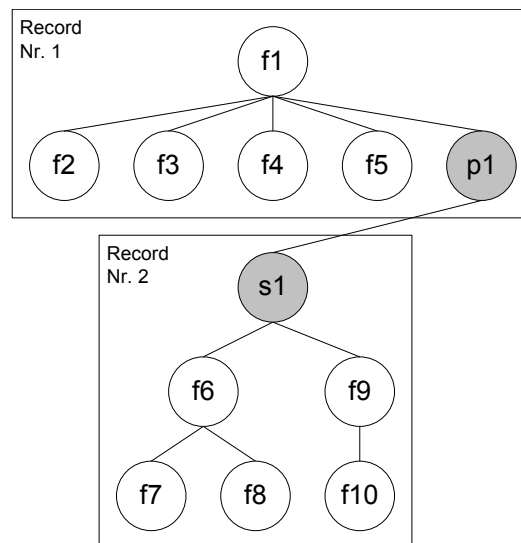 Record
Nr. 1
f1
f2 f3 f4 f5 p1
Record
Nr. 2
s1
f6 f9
f7 f8 f10